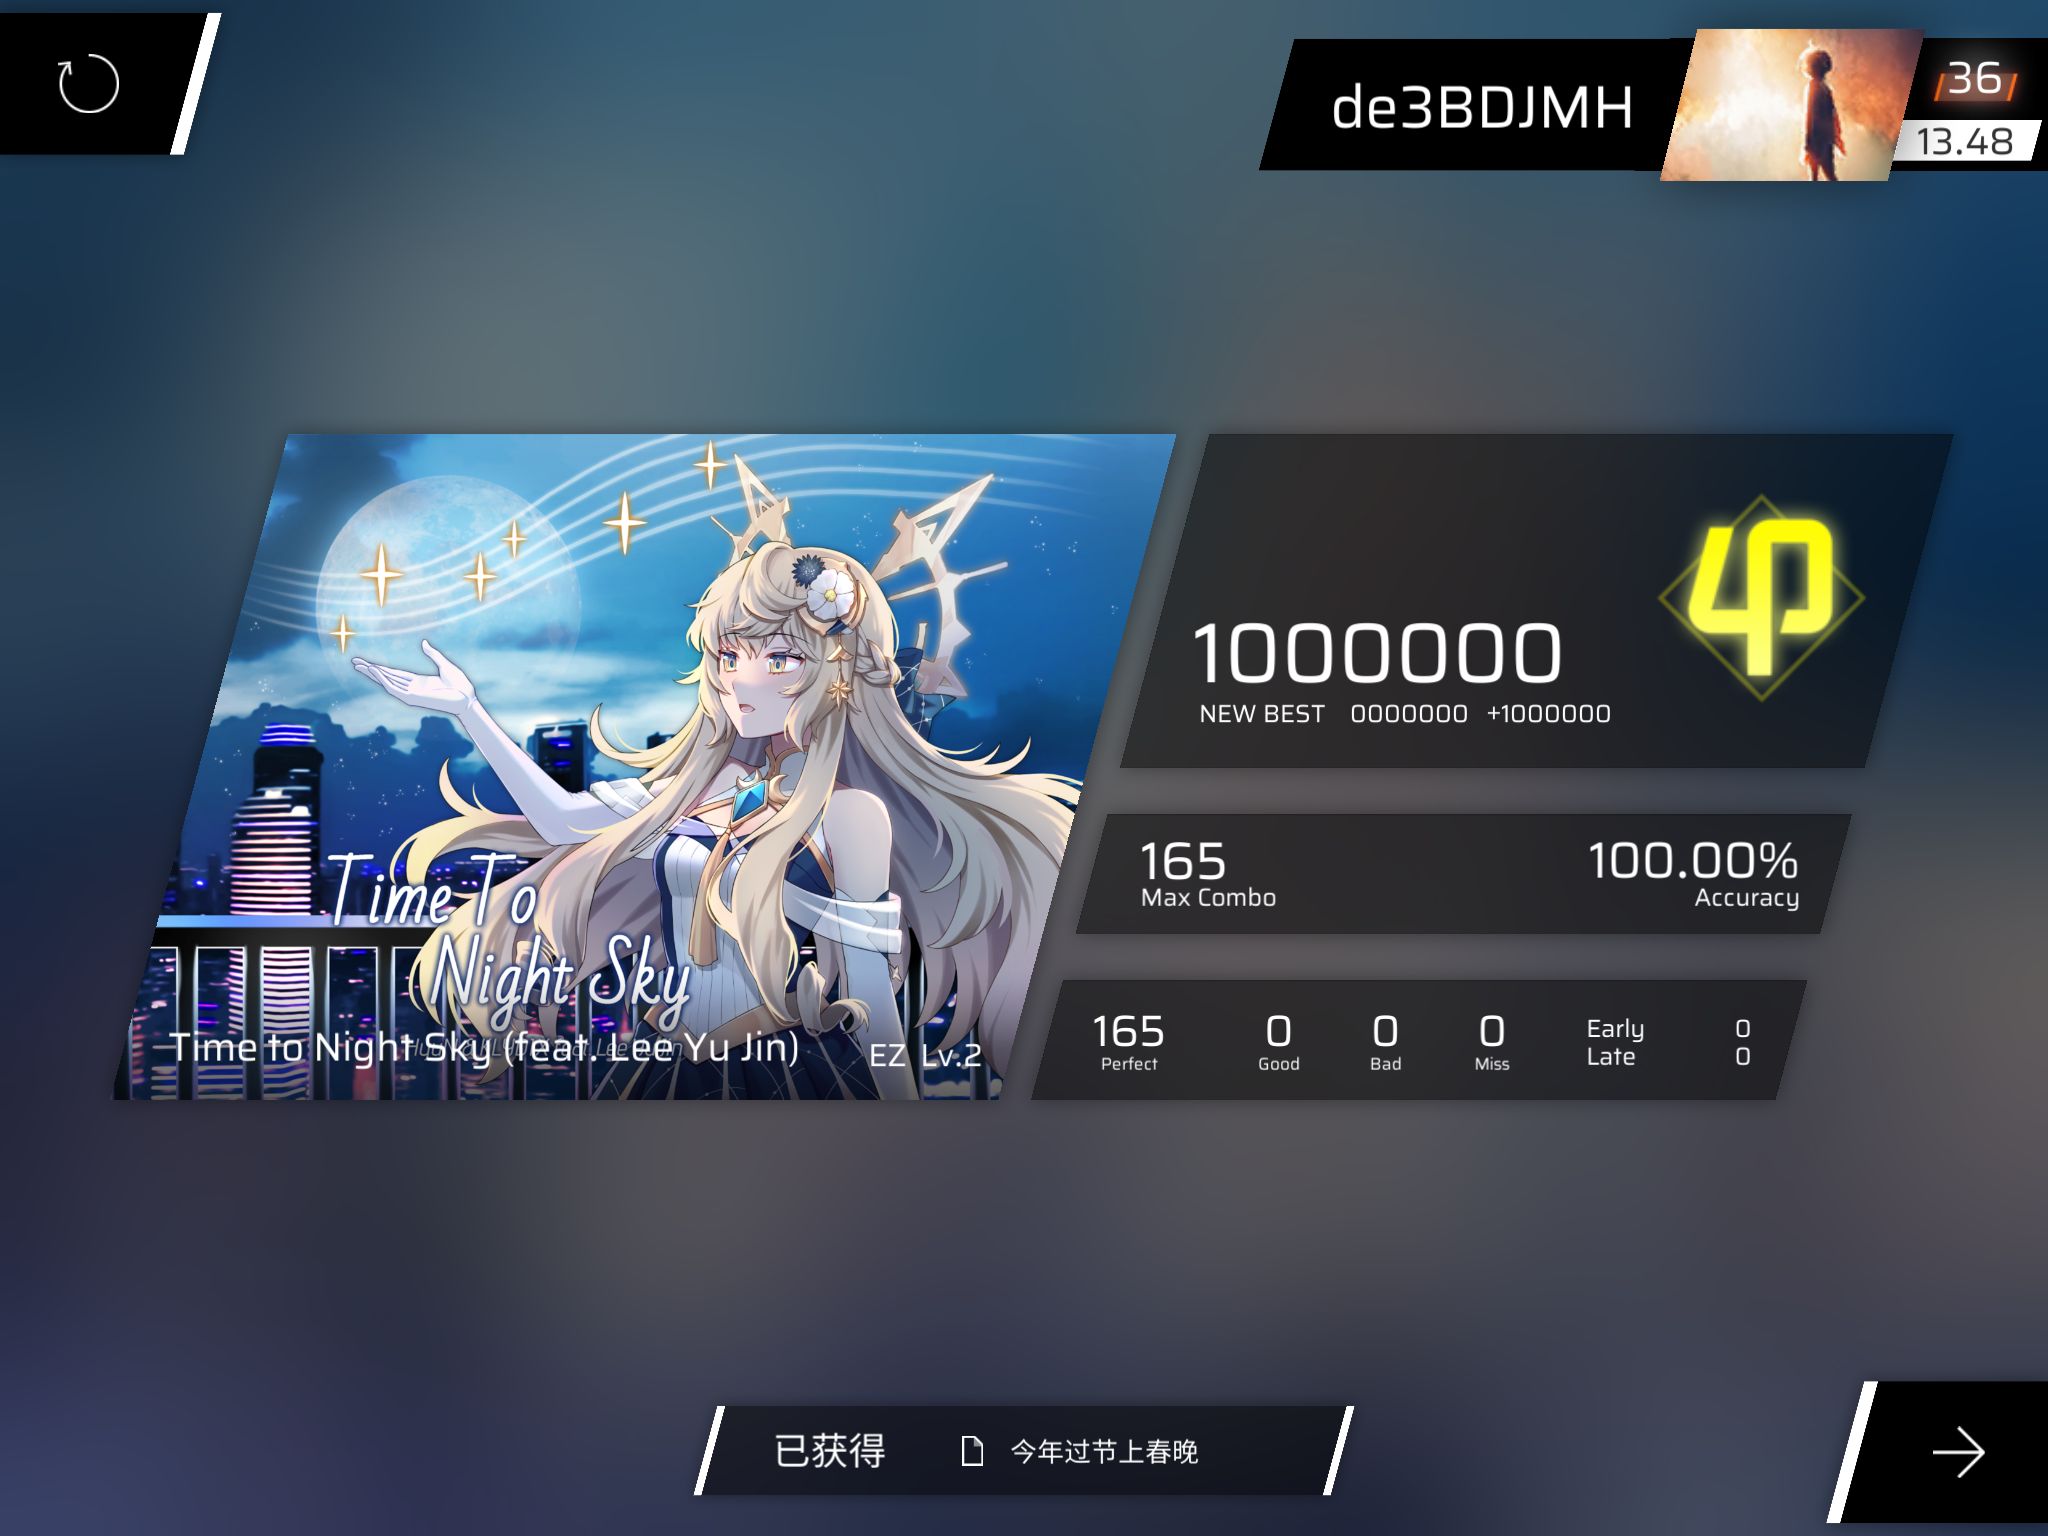 de3BDJMH
36
13.48
Time To
Night Sky
Time to Night Sky (feat. Lee Yu Jin)
EZ Lv.2
1000000
NEW BEST 0000000 +1000000
165
Max Combo
100.00%
Accuracy
165
Perfect
0
Good
0
Bad
0
Miss
Early 0
Late 0
已获得
今年过节上春晚